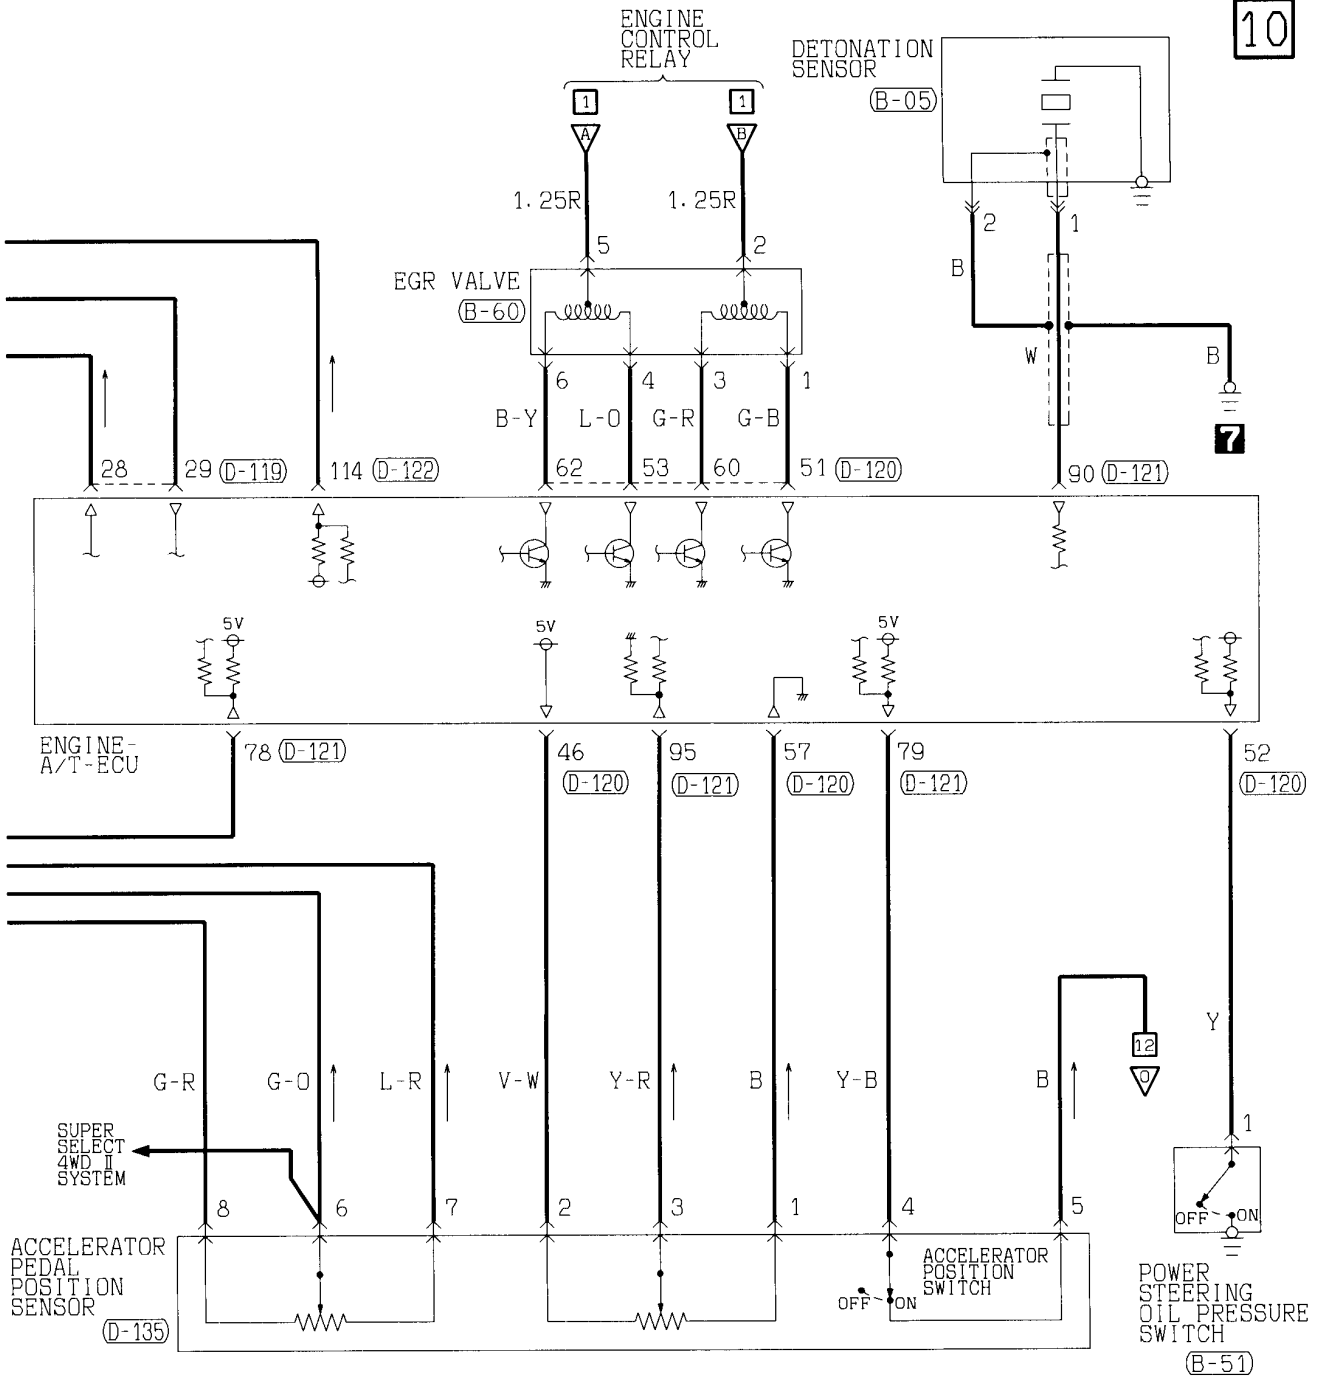 10
ENGINE
CONTROL
RELAY
DETONATION
SENSOR
(B-05)
1
1
A
B
1.25R
1.25R
5
2
2
1
EGR VALVE
(B-60)
B
W
B
7
6
4
3
1
B-Y
L-O
G-R
G-B
28
29
(D-119)
114
(D-122)
62
53
60
51
(D-120)
90
(D-121)
5V
5V
5V
ENGINE-
A/T-ECU
78
(D-121)
46
(D-120)
95
(D-121)
57
(D-120)
79
(D-121)
52
(D-120)
G-R
G-O
L-R
V-W
Y-R
B
Y-B
B
12
O
Y
SUPER
SELECT
4WD II
SYSTEM
8
6
7
2
3
1
4
5
1
OFF
ON
ACCELERATOR
PEDAL
POSITION
SENSOR
(D-135)
ACCELERATOR
POSITION
SWITCH
OFF
ON
POWER
STEERING
OIL PRESSURE
SWITCH
(B-51)